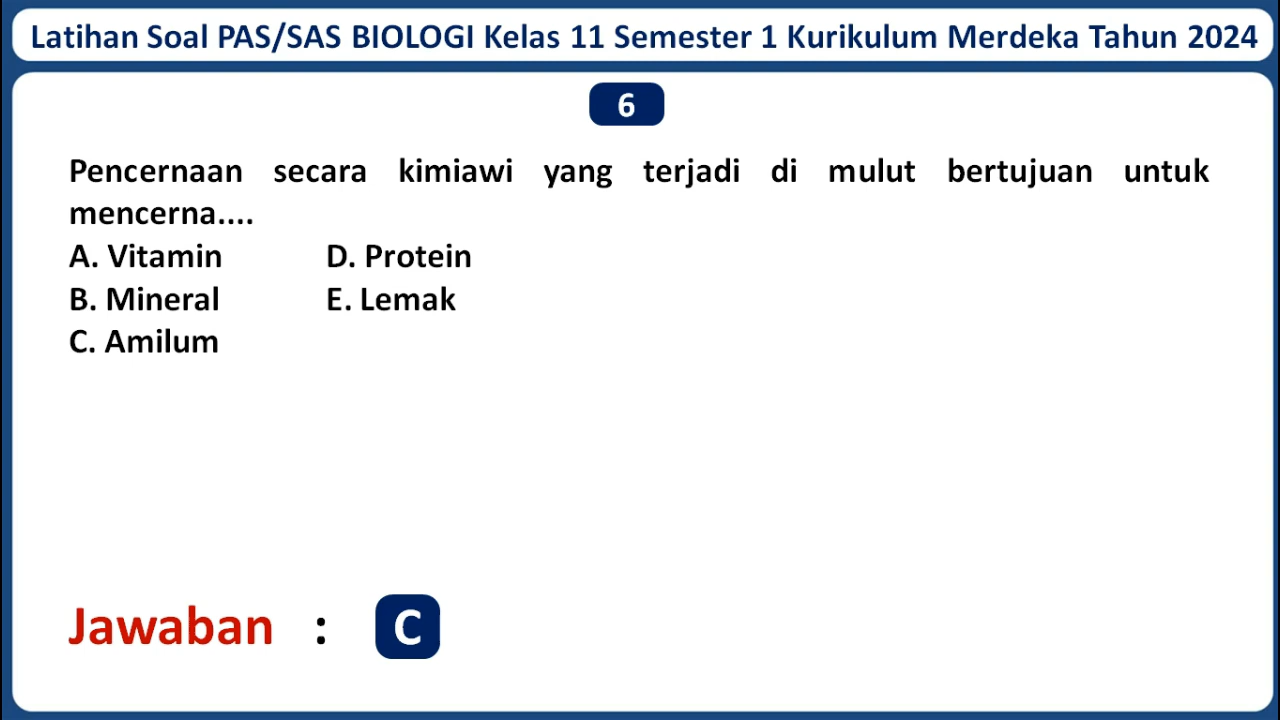 Latihan Soal PAS/SAS BIOLOGI Kelas 11 Semester 1 Kurikulum Merdeka Tahun 2024
6
Pencernaan secara kimiawi yang terjadi di mulut bertujuan untuk
mencerna....
A. Vitamin D. Protein
B. Mineral E. Lemak
C. Amilum
Jawaban : C